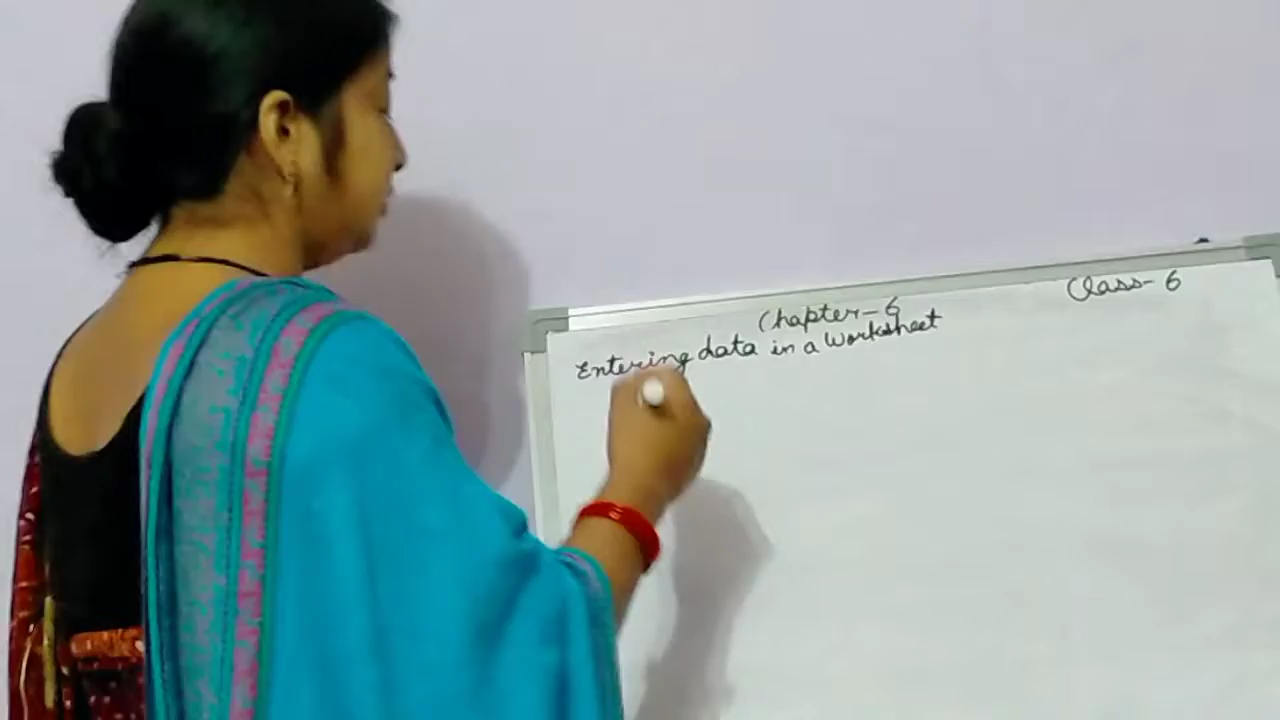 Class- 6
Chapter-6
Entering data in a Worksheet